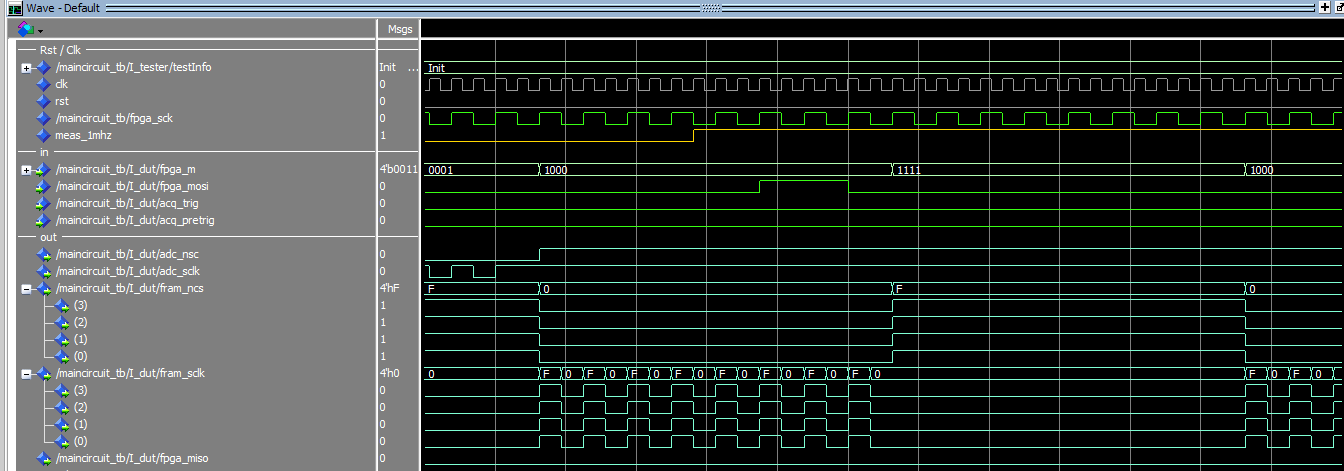 Wave - Default
Msgs
Rst / Clk
/maincircuit_tb/I_tester/testInfo Init ... Init
clk 0
rst 0
/maincircuit_tb/fpga_sck 0
meas_1mhz 1
in
/maincircuit_tb/I_dut/fpga_m 4'b0011 0001 1000 1111 1000
/maincircuit_tb/I_dut/fpga_mosi 0
/maincircuit_tb/I_dut/acq_trig 0
/maincircuit_tb/I_dut/acq_pretrig 0
out
/maincircuit_tb/I_dut/adc_nsc 0
/maincircuit_tb/I_dut/adc_sclk 0
/maincircuit_tb/I_dut/fram_ncs 4'hF F 0 F 0
(3) 1
(2) 1
(1) 1
(0) 1
/maincircuit_tb/I_dut/fram_sclk 4'h0 0 F 0 F 0 F 0 F 0 F 0 F 0 F 0 F 0 F 0 F 0
(3) 0
(2) 0
(1) 0
(0) 0
/maincircuit_tb/I_dut/fpga_miso 0